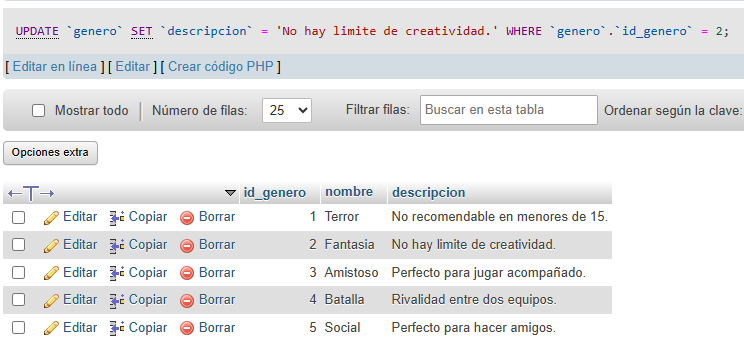 UPDATE `genero` SET `descripcion` = 'No hay limite de creatividad.' WHERE `genero`.`id_genero` = 2;
[ Editar en línea ] [ Editar ] [ Crear código PHP ]
Mostrar todo Número de filas: 25 Filtrar filas: Buscar en esta tabla Ordenar según la clave:
Opciones extra
←T→ id_genero nombre descripcion
Editar Copiar Borrar 1 Terror No recomendable en menores de 15.
Editar Copiar Borrar 2 Fantasia No hay limite de creatividad.
Editar Copiar Borrar 3 Amistoso Perfecto para jugar acompañado.
Editar Copiar Borrar 4 Batalla Rivalidad entre dos equipos.
Editar Copiar Borrar 5 Social Perfecto para hacer amigos.